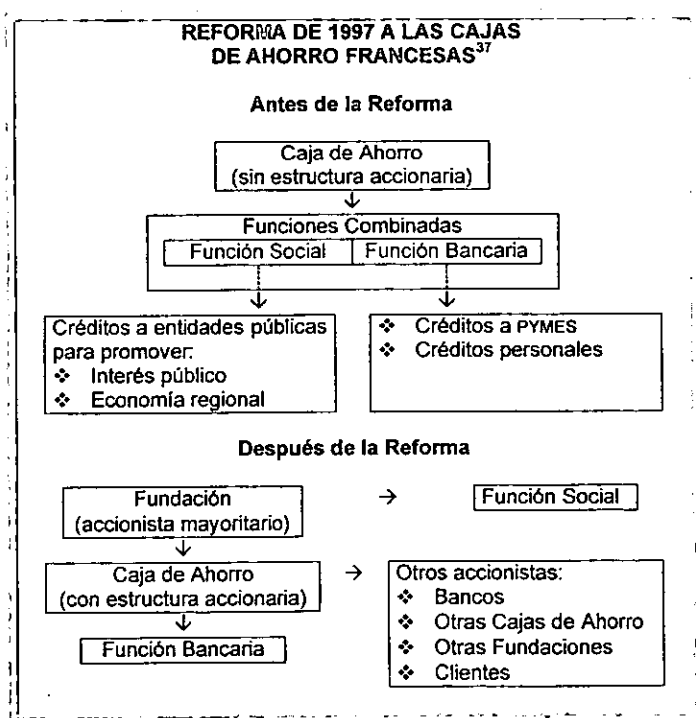 REFORMA DE 1997 A LAS CAJAS
DE AHORRO FRANCESAS37
Antes de la Reforma
Caja de Ahorro
(sin estructura accionaria)
Funciones Combinadas
Función Social
Función Bancaria
Créditos a entidades públicas
para promover:
❖ Interés público
❖ Economía regional
❖ Créditos a PYMES
❖ Créditos personales
Después de la Reforma
Fundación
(accionista mayoritario)
→
Función Social
Caja de Ahorro
(con estructura accionaria)
→
Función Bancaria
Otros accionistas:
❖ Bancos
❖ Otras Cajas de Ahorro
❖ Otras Fundaciones
❖ Clientes